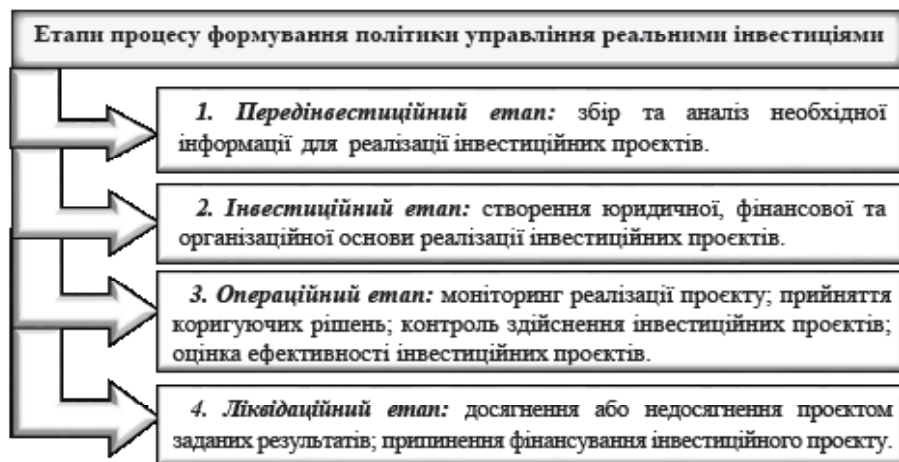 Етапи процесу формування політики управління реальними інвестиціями
1. Передінвестиційний етап: збір та аналіз необхідної
інформації для реалізації інвестиційних проєктів.
2. Інвестиційний етап: створення юридичної, фінансової та
організаційної основи реалізації інвестиційних проєктів.
3. Операційний етап: моніторинг реалізації проєкту; прийняття
коригуючих рішень; контроль здійснення інвестиційних проєктів;
оцінка ефективності інвестиційних проєктів.
4. Ліквідаційний етап: досягнення або недосягнення проєктом
заданих результатів; припинення фінансування інвестиційного проєкту.